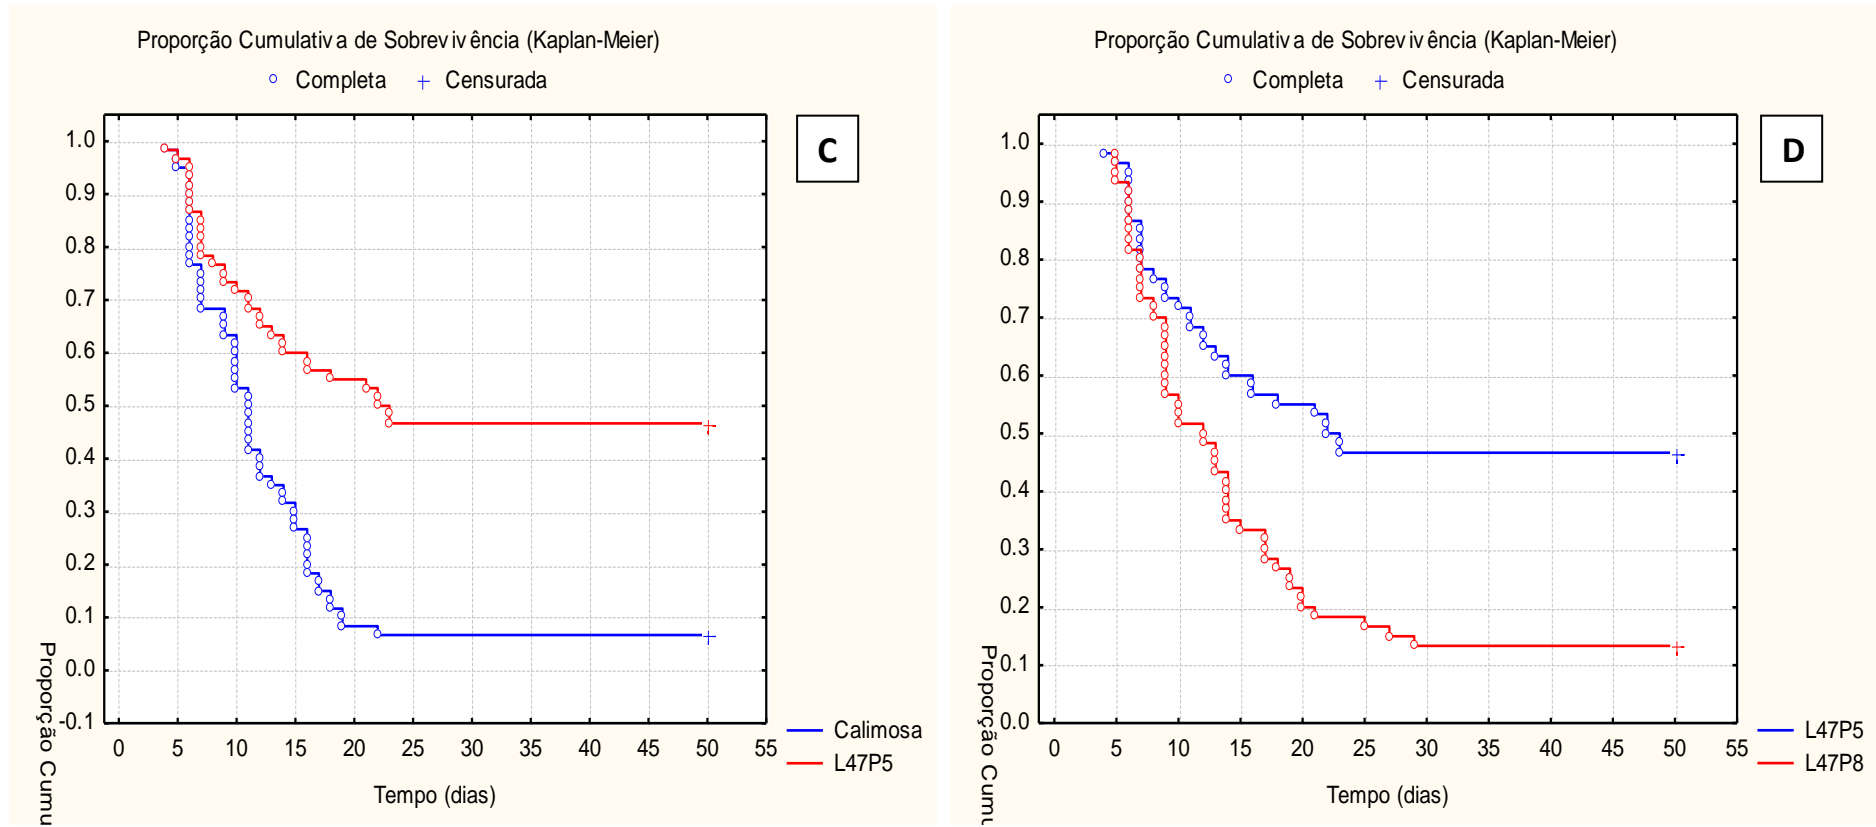 Proporção Cumulativa de Sobrevivência (Kaplan-Meier)
Completa Censurada
C
1.0
0.9
0.8
0.7
0.6
0.5
0.4
0.3
0.2
0.1
0.0
-0.1
0 5 10 15 20 25 30 35 40 45 50 55
Tempo (dias)
Proporção Cumu
Calimosa
L47P5
Proporção Cumulativa de Sobrevivência (Kaplan-Meier)
Completa Censurada
D
1.0
0.9
0.8
0.7
0.6
0.5
0.4
0.3
0.2
0.1
0.0
0 5 10 15 20 25 30 35 40 45 50 55
Tempo (dias)
Proporção Cumu
L47P5
L47P8